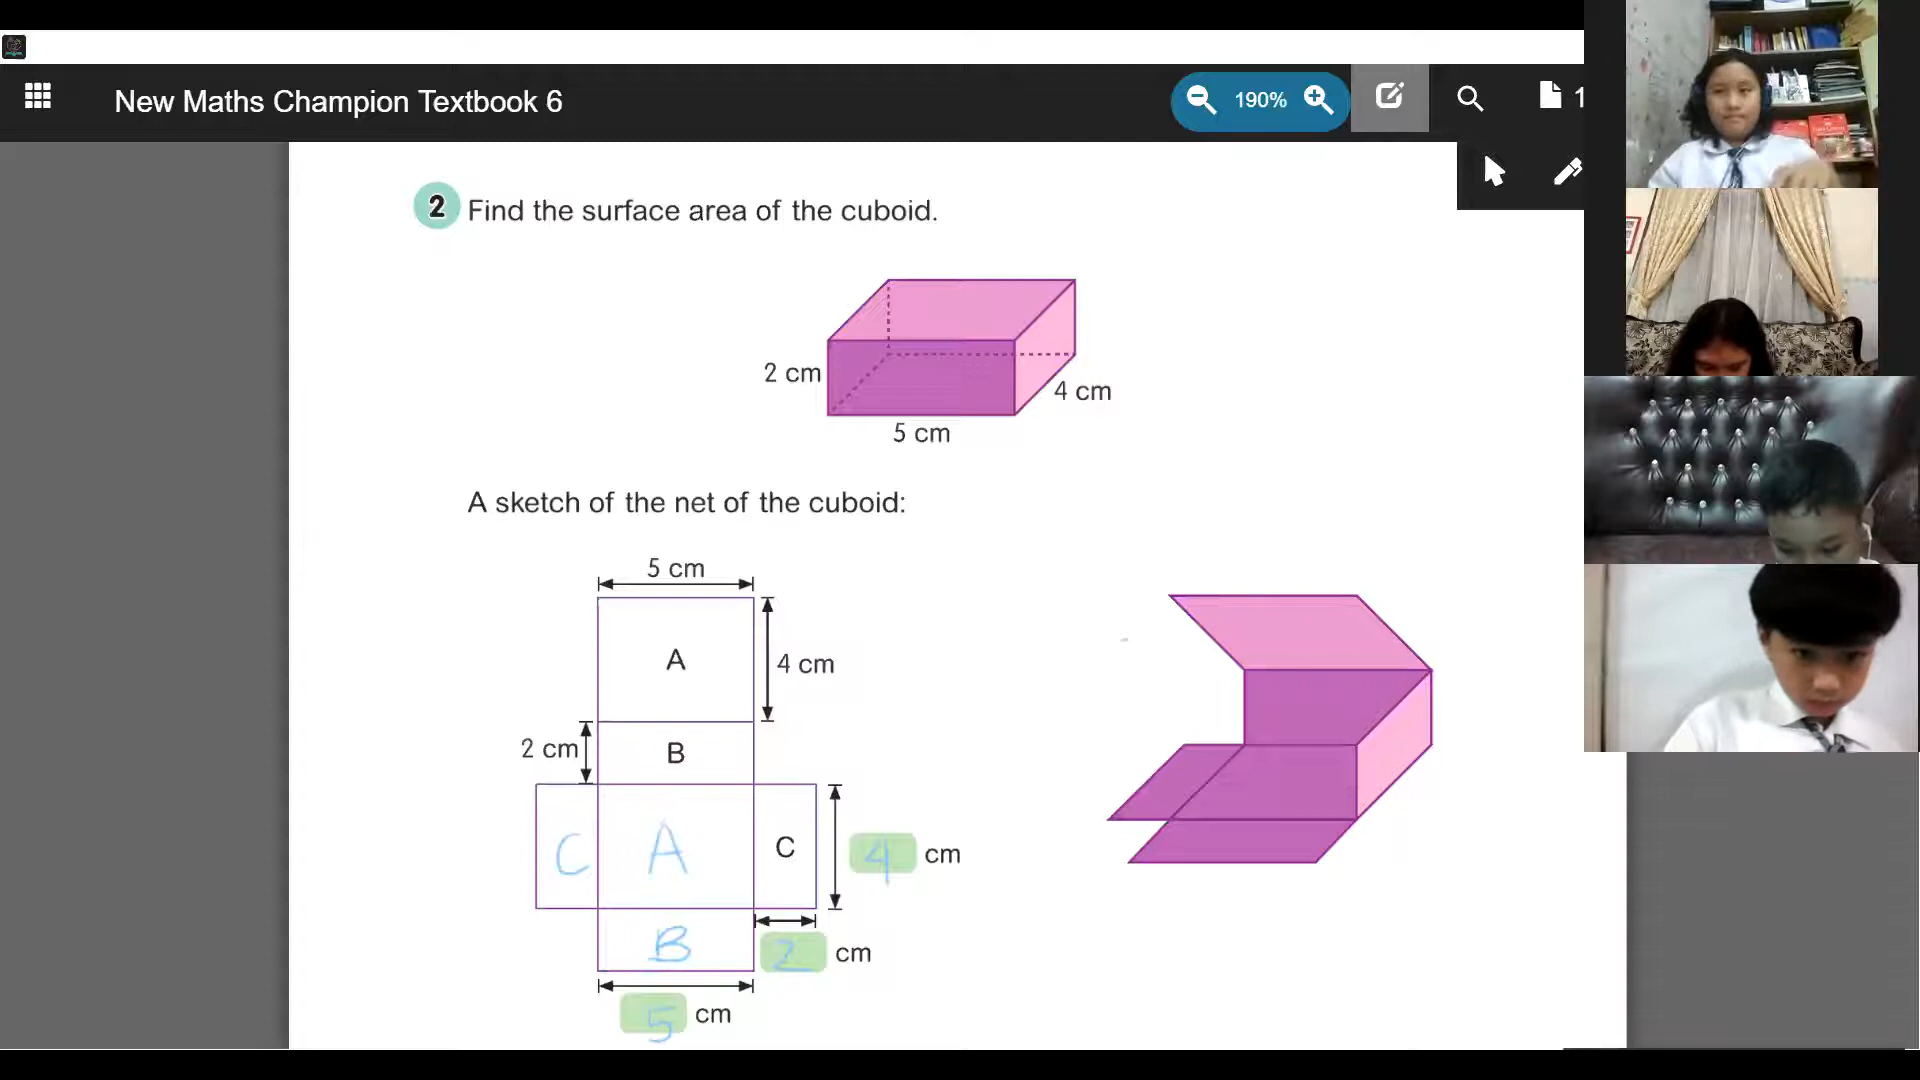 New Maths Champion Textbook 6
190%
1
2 Find the surface area of the cuboid.
2 cm
4 cm
5 cm
A sketch of the net of the cuboid:
5 cm
A
4 cm
2 cm
B
C A C 4 cm
B 2 cm
5 cm